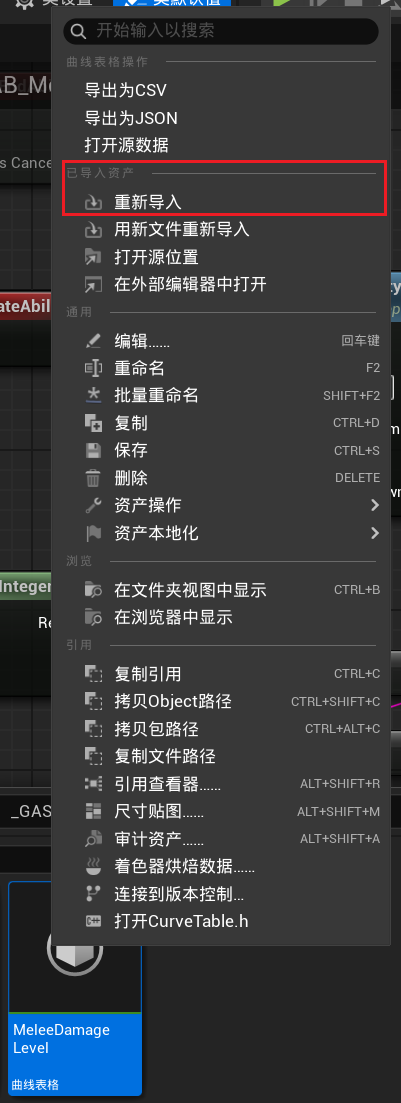 类设置
类默认值
开始输入以搜索
AB_Me
曲线表格操作
导出为CSV
导出为JSON
打开源数据
s Cance
已导入资产
重新导入
用新文件重新导入
打开源位置
在外部编辑器中打开
ateAbil
通用
编辑…… 回车键
重命名 F2
批量重命名 SHIFT+F2
复制 CTRL+D
保存 CTRL+S
删除 DELETE
资产操作
资产本地化
浏览
在文件夹视图中显示 CTRL+B
Integer
在浏览器中显示
Re
引用
复制引用 CTRL+C
拷贝Object路径 CTRL+SHIFT+C
拷贝包路径 CTRL+ALT+C
复制文件路径
引用查看器…… ALT+SHIFT+R
尺寸贴图…… ALT+SHIFT+M
_GAS
审计资产…… ALT+SHIFT+A
着色器烘焙数据……
连接到版本控制…
打开CurveTable.h
MeleeDamage
Level
曲线表格